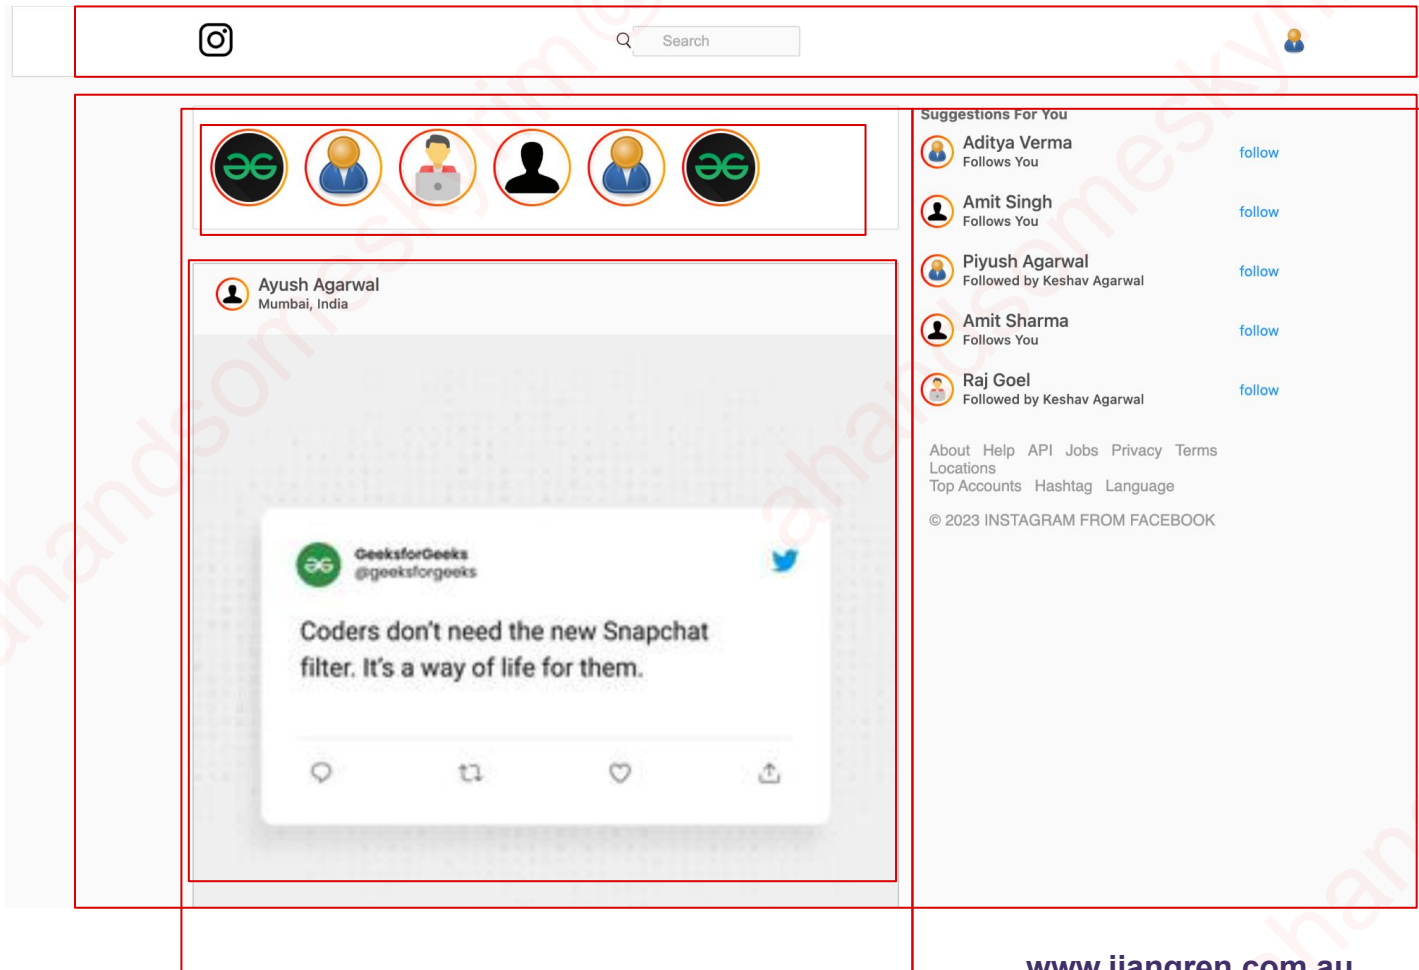 Search
Suggestions For You
Aditya Verma
Follows You
follow
Amit Singh
Follows You
follow
Piyush Agarwal
Followed by Keshav Agarwal
follow
Amit Sharma
Follows You
follow
Raj Goel
Followed by Keshav Agarwal
follow
About Help API Jobs Privacy Terms
Locations
Top Accounts Hashtag Language
© 2023 INSTAGRAM FROM FACEBOOK
Ayush Agarwal
Mumbai, India
GeeksforGeeks
@geeksforgeeks
Coders don't need the new Snapchat
filter. It's a way of life for them.
www.jiangren.com.au
ahandsomeskyrim@